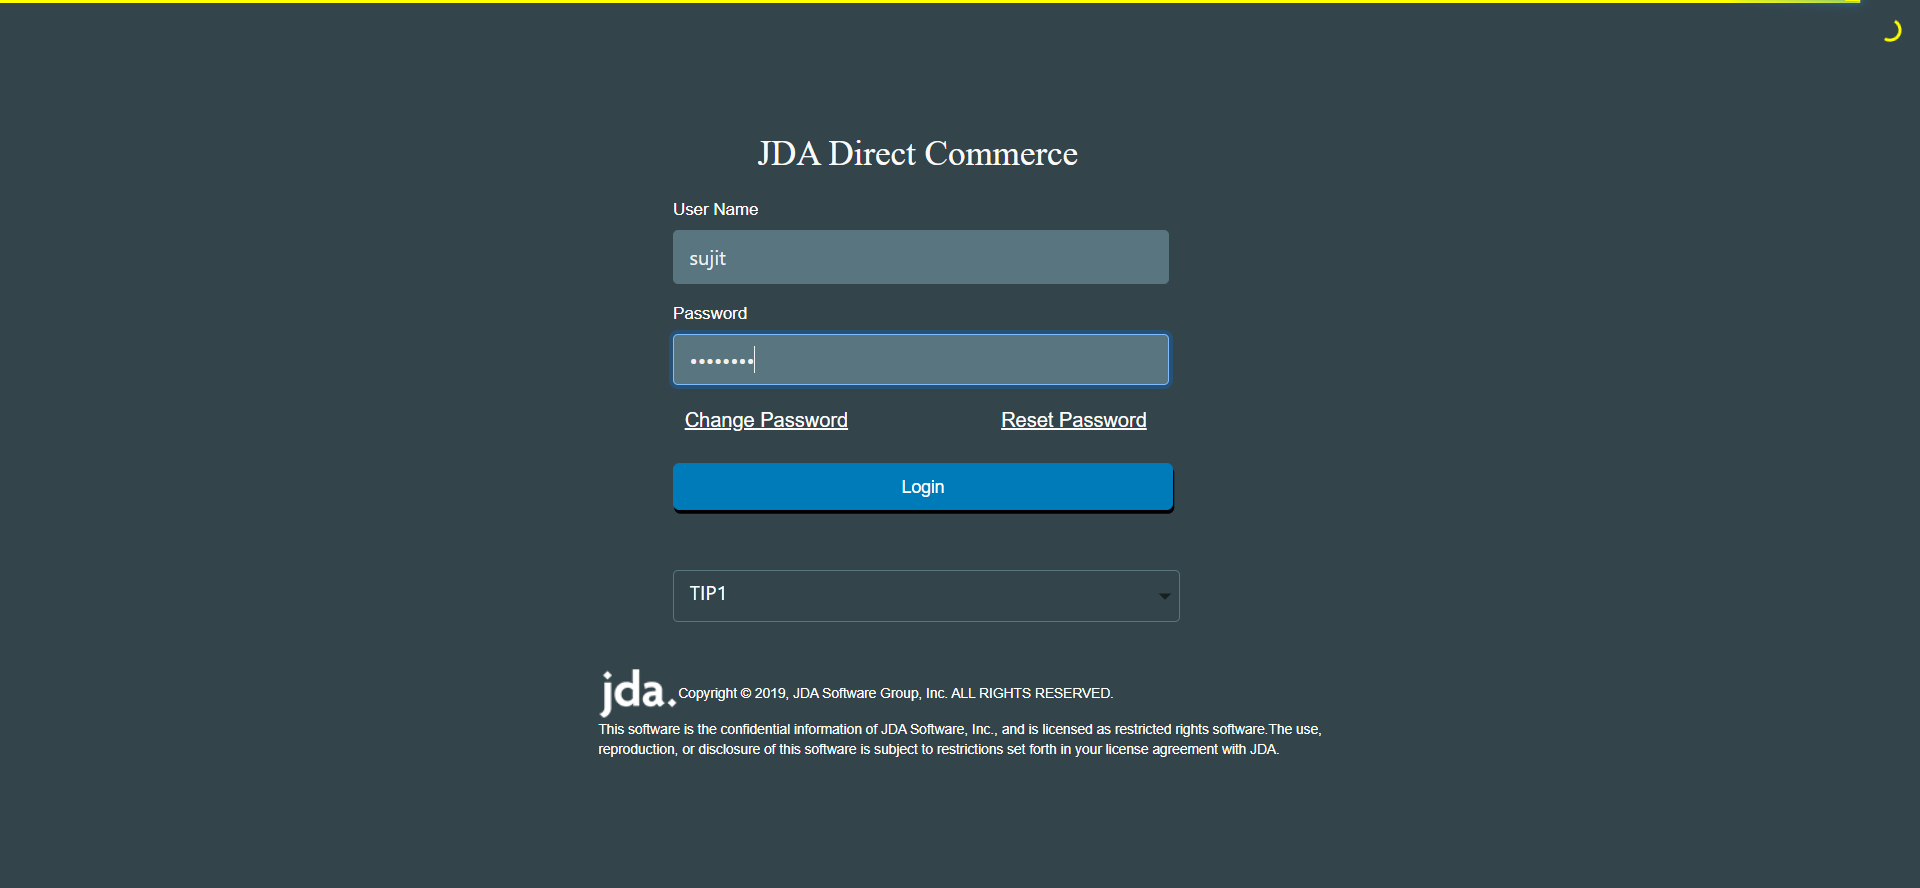 JDA Direct Commerce
User Name
sujit
Password
••••••••
Change Password Reset Password
Login
TIP1
jda. Copyright © 2019, JDA Software Group, Inc. ALL RIGHTS RESERVED.
This software is the confidential information of JDA Software, Inc., and is licensed as restricted rights software.The use,
reproduction, or disclosure of this software is subject to restrictions set forth in your license agreement with JDA.